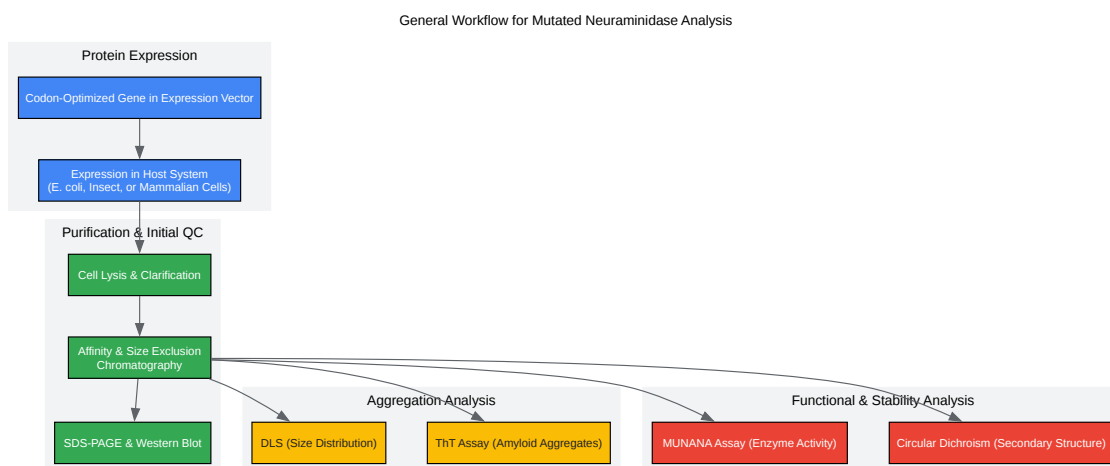 General Workflow for Mutated Neuraminidase Analysis
Protein Expression
Codon-Optimized Gene in Expression Vector
Expression in Host System
(E. coli, Insect, or Mammalian Cells)
Purification & Initial QC
Cell Lysis & Clarification
Affinity & Size Exclusion
Chromatography
SDS-PAGE & Western Blot
Aggregation Analysis
DLS (Size Distribution)
ThT Assay (Amyloid Aggregates)
Functional & Stability Analysis
MUNANA Assay (Enzyme Activity)
Circular Dichroism (Secondary Structure)